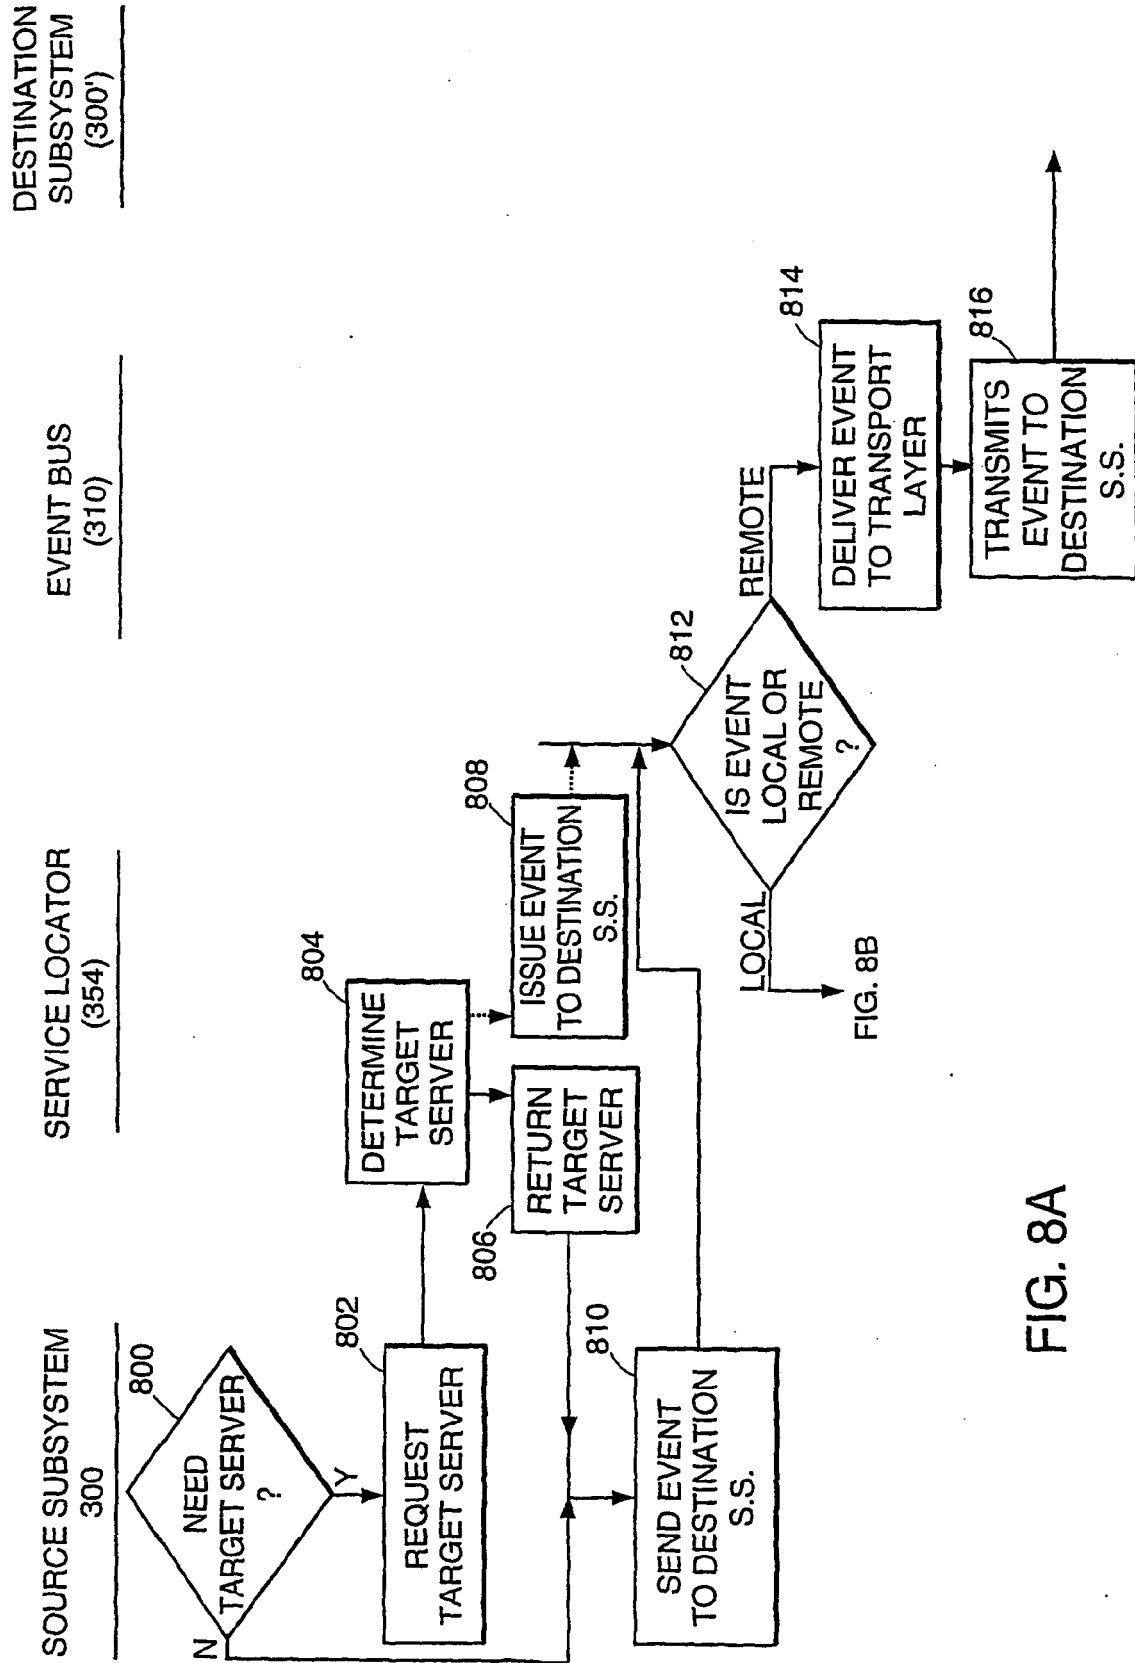 SOURCE SUBSYSTEM
300
SERVICE LOCATOR
(354)
EVENT BUS
(310)
DESTINATION
SUBSYSTEM
(300')
800
NEED
TARGET SERVER
?
N
Y
802
REQUEST
TARGET SERVER
804
DETERMINE
TARGET
SERVER
806
RETURN
TARGET
SERVER
808
ISSUE EVENT
TO DESTINATION
S.S.
810
SEND EVENT
TO DESTINATION
S.S.
812
IS EVENT
LOCAL OR
REMOTE
?
LOCAL
REMOTE
FIG. 8B
814
DELIVER EVENT
TO TRANSPORT
LAYER
816
TRANSMITS
EVENT TO
DESTINATION
S.S.
FIG. 8A